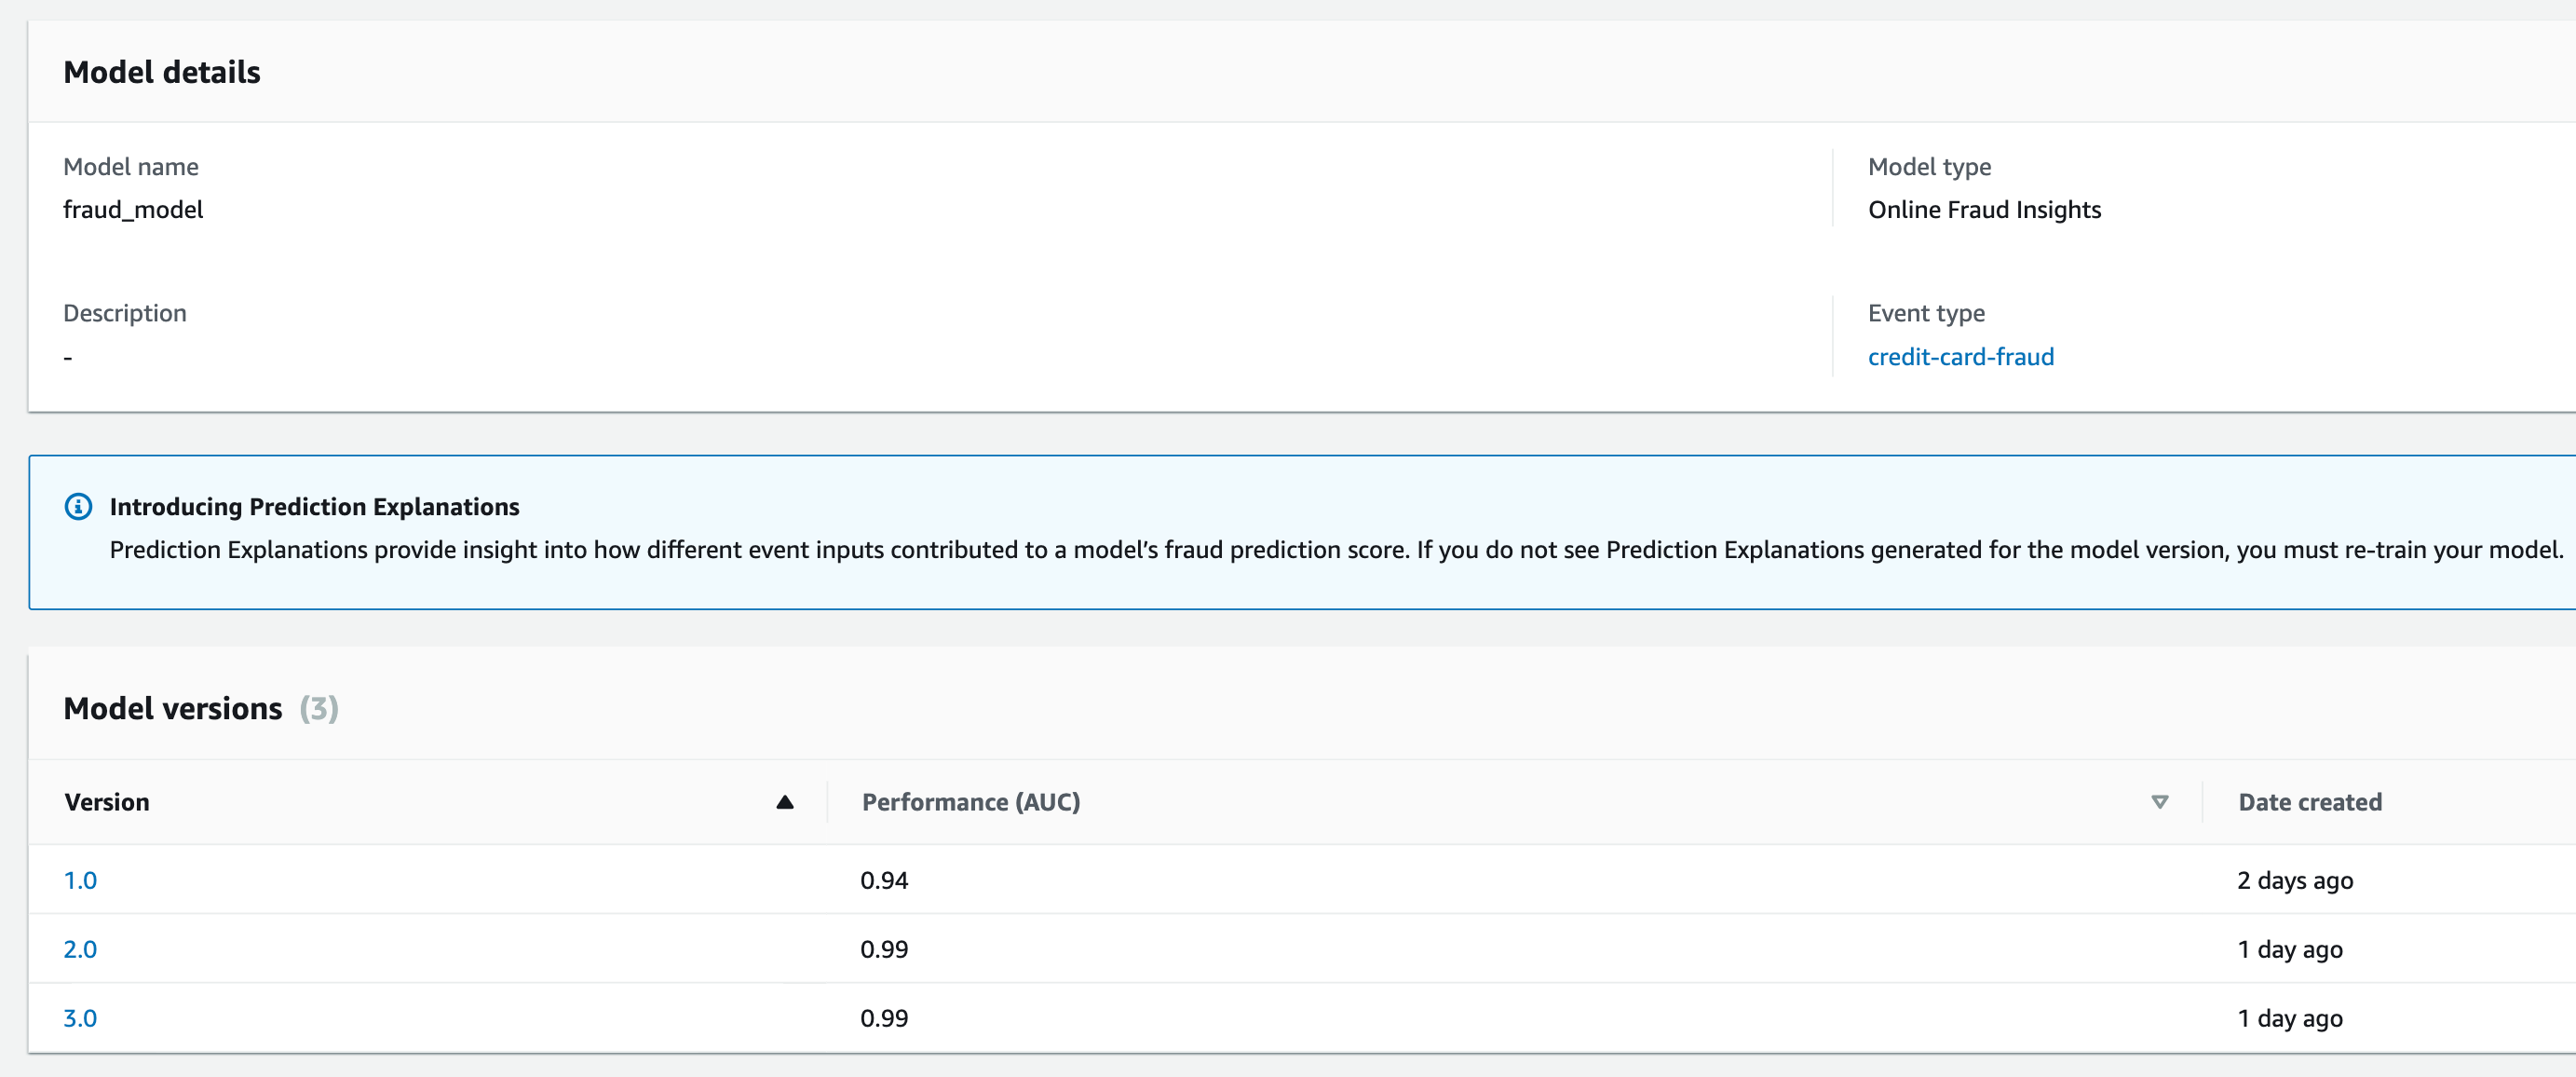 Model details
Model name
Model type
fraud_model
Online Fraud Insights
Description
Event type
-
credit-card-fraud
Introducing Prediction Explanations
Prediction Explanations provide insight into how different event inputs contributed to a model’s fraud prediction score. If you do not see Prediction Explanations generated for the model version, you must re-train your model.
Model versions (3)
Version Performance (AUC) Date created
1.0 0.94 2 days ago
2.0 0.99 1 day ago
3.0 0.99 1 day ago